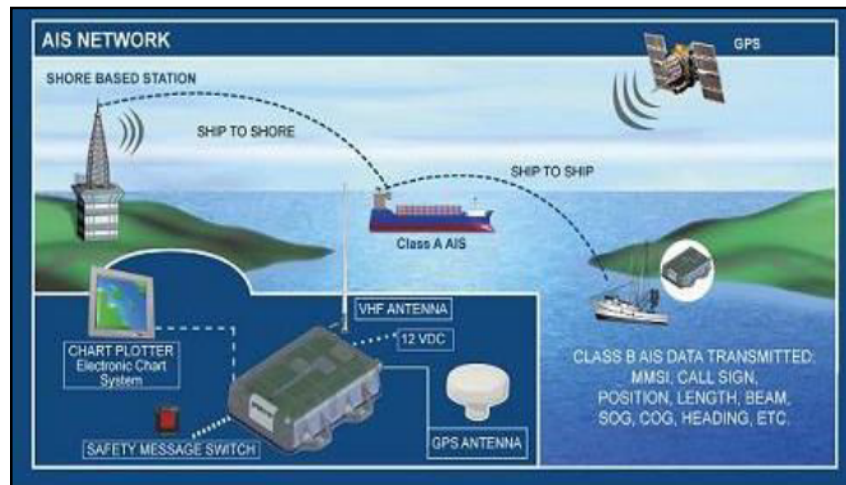 AIS NETWORK
GPS
SHORE BASED STATION
SHIP TO SHORE
SHIP TO SHIP
Class A AIS
VHF ANTENNA
12 VDC
CHART PLOTTER
Electronic Chart
System
SAFETY MESSAGE SWITCH
GPS ANTENNA
CLASS B AIS DATA TRANSMITTED:
MMSI, CALL SIGN,
POSITION, LENGTH, BEAM,
SOG, COG, HEADING, ETC.